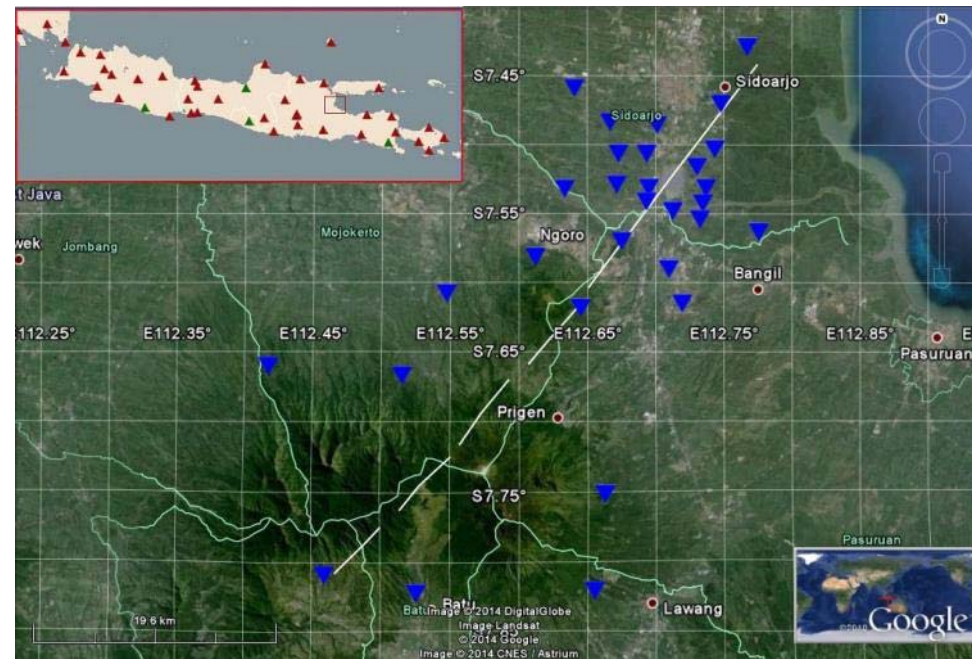 N
S7.45°
Sidoarjo
Sidoarjo
t Java
S7.55°
wek
Jombang
Mojokerto
Ngoro
Bangil
E112.25°
E112.35°
E112.45°
E112.55°
E112.65°
E112.75°
E112.85°
E
S7.65°
Pasuruan
Prigen
S7.75°
Pasuruan
Batu
Batu
Lawang
19.6 km
Image © 2014 DigitalGlobe
Image Landsat
© 2014 Google
Image © 2014 CNES / Astrium
Google